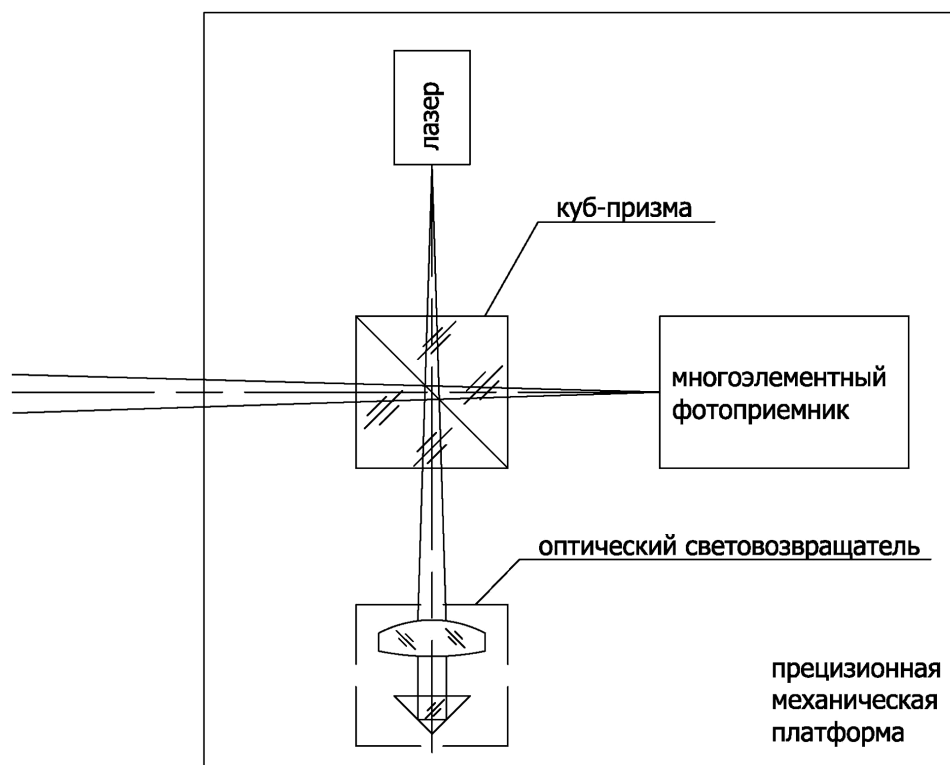 лазер
куб-призма
многоэлементный
фотоприемник
оптический световозвращатель
прецизионная
механическая
платформа